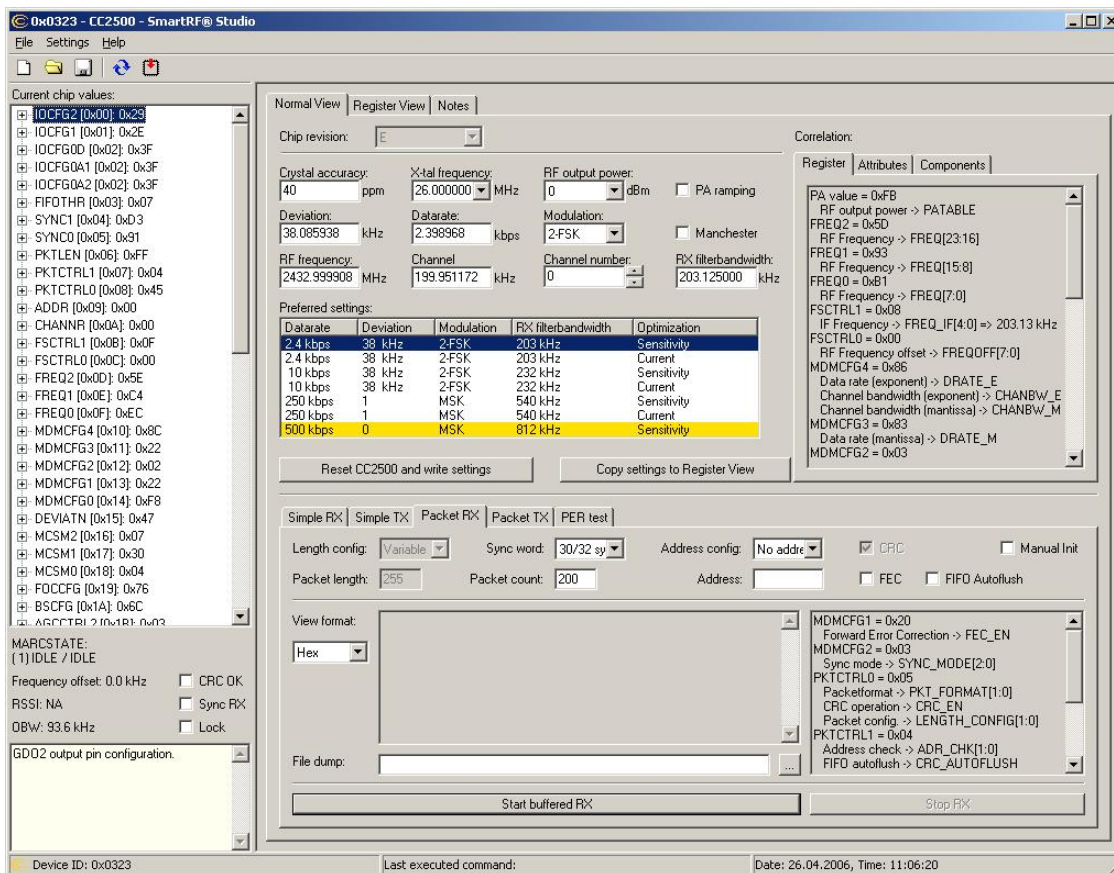 0x0323 - CC2500 - SmartRF® Studio
File Settings Help
Current chip values:
IOCFG2 [0x00]: 0x29
IOCFG1 [0x01]: 0x2E
IOCFG0D [0x02]: 0x3F
IOCFG0A1 [0x02]: 0x3F
IOCFG0A2 [0x02]: 0x3F
FIFOTHR [0x03]: 0x07
SYNC1 [0x04]: 0xD3
SYNC0 [0x05]: 0x91
PKTLEN [0x06]: 0xFF
PKTCTRL1 [0x07]: 0x04
PKTCTRL0 [0x08]: 0x45
ADDR [0x09]: 0x00
CHANNR [0x0A]: 0x00
FSCTRL1 [0x0B]: 0x0F
FSCTRL0 [0x0C]: 0x00
FREQ2 [0x0D]: 0x5E
FREQ1 [0x0E]: 0xC4
FREQ0 [0x0F]: 0xEC
MDMCFG4 [0x10]: 0x8C
MDMCFG3 [0x11]: 0x22
MDMCFG2 [0x12]: 0x02
MDMCFG1 [0x13]: 0x22
MDMCFG0 [0x14]: 0xF8
DEVIATN [0x15]: 0x47
MCSM2 [0x16]: 0x07
MCSM1 [0x17]: 0x30
MCSM0 [0x18]: 0x04
FOCCFG [0x19]: 0x76
BSCFG [0x1A]: 0x6C
AGCCTRL2 [0x1B]: 0x03
MARCSTATE:
(1) IDLE / IDLE
Frequency offset: 0.0 kHz CRC OK
RSSI: NA Sync RX
OBW: 93.6 kHz Lock
GDO2 output pin configuration.
Normal View Register View Notes
Chip revision: E
Crystal accuracy: X-tal frequency: RF output power:
40 ppm 26.000000 MHz 0 dBm PA ramping
Deviation: Datarate: Modulation:
38.085938 kHz 2.398968 kbps 2-FSK Manchester
RF frequency: Channel Channel number: RX filterbandwidth:
2432.999908 MHz 199.951172 kHz 0 203.125000 kHz
Preferred settings:
Datarate Deviation Modulation RX filterbandwidth Optimization
2.4 kbps 38 kHz 2-FSK 203 kHz Sensitivity
2.4 kbps 38 kHz 2-FSK 203 kHz Current
10 kbps 38 kHz 2-FSK 232 kHz Sensitivity
10 kbps 38 kHz 2-FSK 232 kHz Current
250 kbps 1 MSK 540 kHz Sensitivity
250 kbps 1 MSK 540 kHz Current
500 kbps 0 MSK 812 kHz Sensitivity
Reset CC2500 and write settings Copy settings to Register View
Correlation:
Register Attributes Components
PA value = 0xFB
RF output power -> PATABLE
FREQ2 = 0x5D
RF Frequency -> FREQ[23:16]
FREQ1 = 0x93
RF Frequency -> FREQ[15:8]
FREQ0 = 0xB1
RF Frequency -> FREQ[7:0]
FSCTRL1 = 0x08
IF Frequency -> FREQ_IF[4:0] => 203.13 kHz
FSCTRL0 = 0x00
RF Frequency offset -> FREQOFF[7:0]
MDMCFG4 = 0x86
Data rate (exponent) -> DRATE_E
Channel bandwidth (exponent) -> CHANBW_E
Channel bandwidth (mantissa) -> CHANBW_M
MDMCFG3 = 0x83
Data rate (mantissa) -> DRATE_M
MDMCFG2 = 0x03
Simple RX Simple TX Packet RX Packet TX PER test
Length config: Variable Sync word: 30/32 sy Address config: No addre CRC Manual Init
Packet length: 255 Packet count: 200 Address: FEC FIFO Autoflush
View format:
Hex
MDMCFG1 = 0x20
Forward Error Correction -> FEC_EN
MDMCFG2 = 0x03
Sync mode -> SYNC_MODE[2:0]
PKTCTRL0 = 0x05
Packetformat -> PKT_FORMAT[1:0]
CRC operation -> CRC_EN
Packet config. -> LENGTH_CONFIG[1:0]
PKTCTRL1 = 0x04
Address check -> ADR_CHK[1:0]
FIFO autoflush -> CRC_AUTOFLUSH
File dump: ...
Start buffered RX Stop RX
Device ID: 0x0323 Last executed command: Date: 26.04.2006, Time: 11:06:20